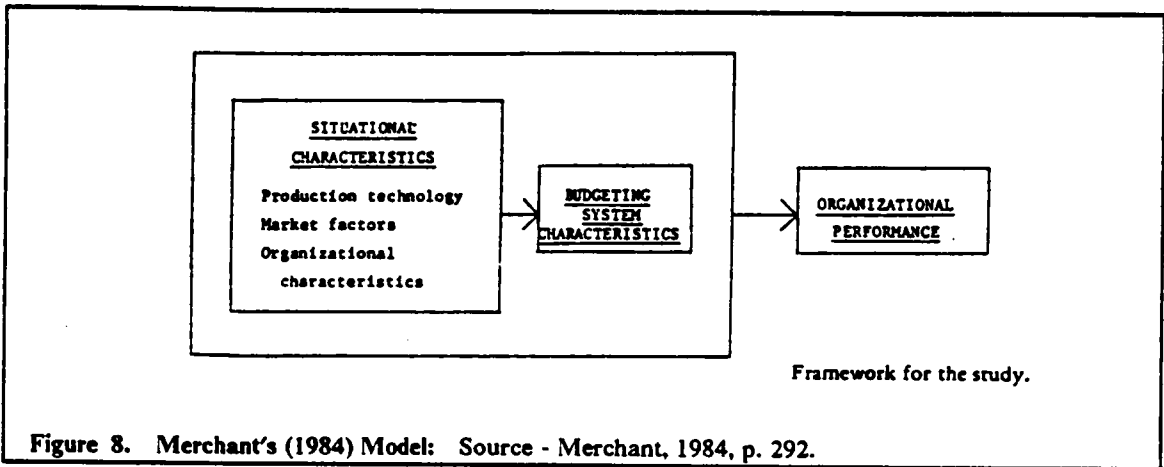 SITUATIONAL
CHARACTERISTICS
Production technology
Market factors
Organizational
characteristics
BUDGETING
SYSTEM
CHARACTERISTICS
ORGANIZATIONAL
PERFORMANCE
Framework for the study.
Figure 8. Merchant's (1984) Model: Source - Merchant, 1984, p. 292.